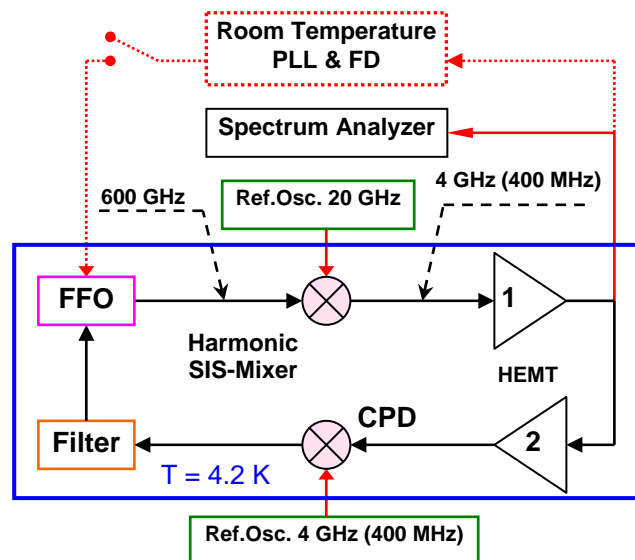 Room Temperature
PLL & FD
Spectrum Analyzer
600 GHz
Ref.Osc. 20 GHz
4 GHz (400 MHz)
FFO
1
Harmonic
SIS-Mixer
HEMT
CPD
Filter
2
T = 4.2 K
Ref.Osc. 4 GHz (400 MHz)